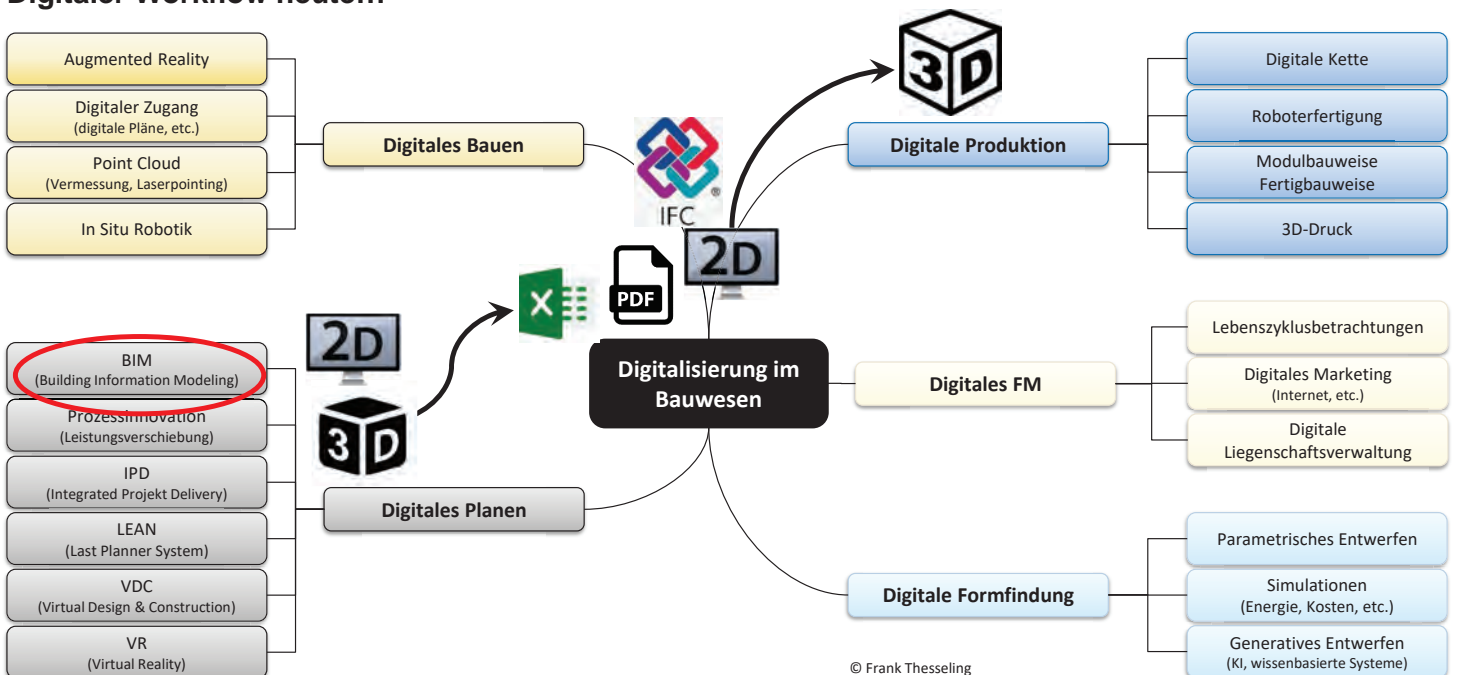 Digitaler Workflow heute...
Augmented Reality
Digitaler Zugang
(digitale Pläne, etc.)
Point Cloud
(Vermessung, Laserpointing)
In Situ Robotik
Digitales Bauen
IFC
®
2D
PDF
X
3D
Digitale Produktion
Digitale Kette
Roboterfertigung
Modulbauweise
Fertigbauweise
3D-Druck
2D
3D
BIM
(Building Information Modeling)
Prozessinnovation
(Leistungsverschiebung)
IPD
(Integrated Projekt Delivery)
LEAN
(Last Planner System)
VDC
(Virtual Design & Construction)
VR
(Virtual Reality)
Digitales Planen
Digitalisierung im
Bauwesen
Digitales FM
Lebenszyklusbetrachtungen
Digitales Marketing
(Internet, etc.)
Digitale
Liegenschaftsverwaltung
Digitale Formfindung
Parametrisches Entwerfen
Simulationen
(Energie, Kosten, etc.)
Generatives Entwerfen
(KI, wissenbasierte Systeme)
© Frank Thesseling